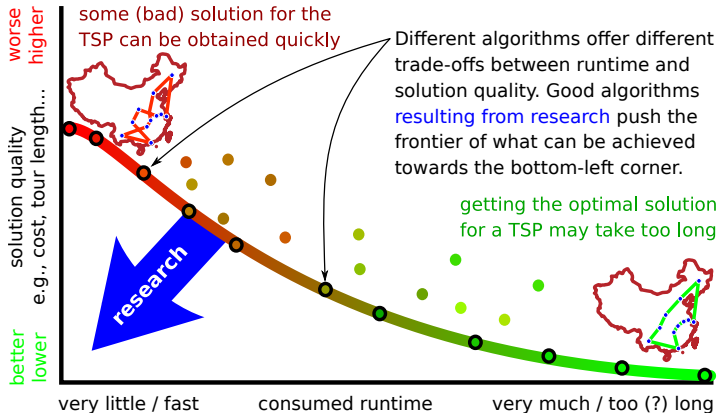 worse
higher
some (bad) solution for the
TSP can be obtained quickly
Different algorithms offer different
trade-offs between runtime and
solution quality. Good algorithms
resulting from research push the
frontier of what can be achieved
towards the bottom-left corner.
solution quality
e.g., cost, tour length...
getting the optimal solution
for a TSP may take too long
research
better
lower
very little / fast
consumed runtime
very much / too (?) long